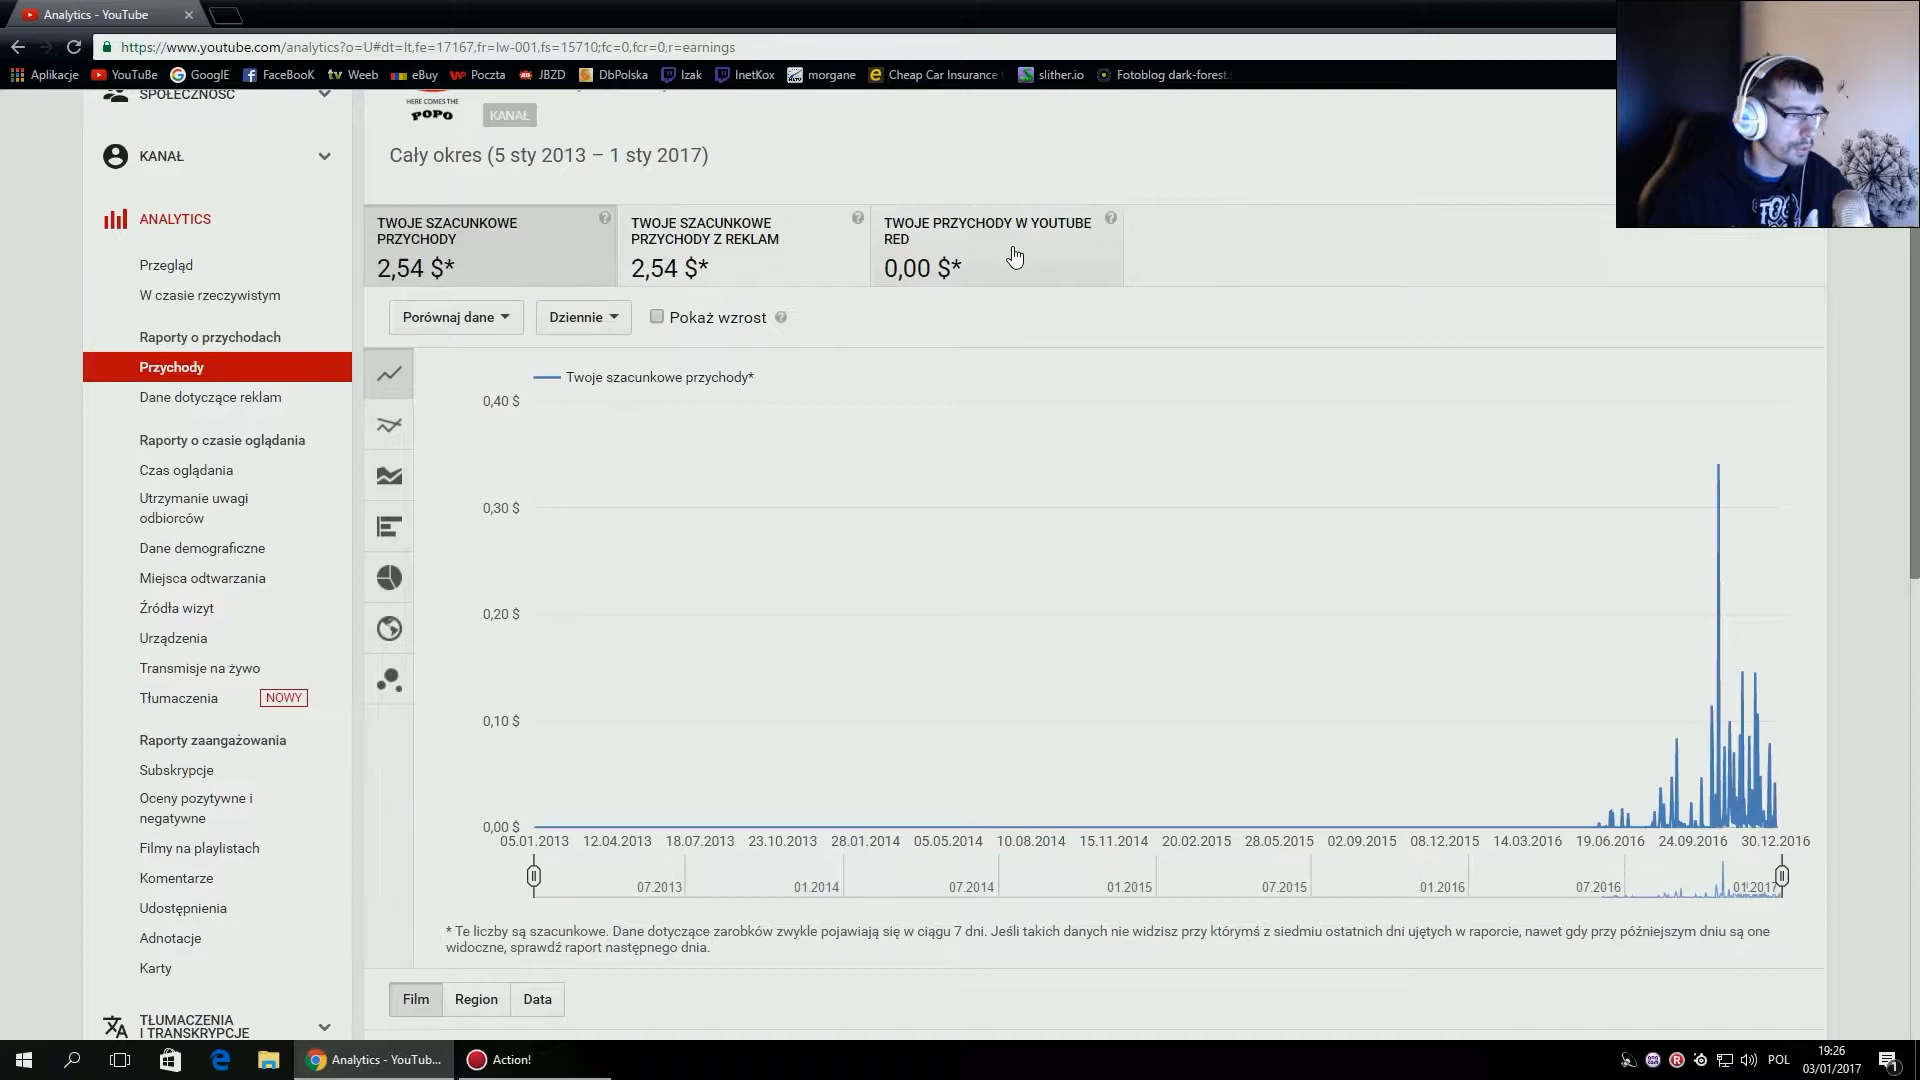 Analytics - YouTube
https://www.youtube.com/analytics?o=U#dt=lt,fe=17167,fr=lw-001,fs=15710;fc=0,fcr=0,r=earnings
Aplikacje YouTuBe GooglE FaceBooK tv Weeb eBuy Poczta JBZD DbPolska Izak InetKox morgane Cheap Car Insurance slither.io Fotoblog dark-forest.
SPOŁECZNOŚĆ
KANAŁ
ANALYTICS
Przegląd
W czasie rzeczywistym
Raporty o przychodach
Przychody
Dane dotyczące reklam
Raporty o czasie oglądania
Czas oglądania
Utrzymanie uwagi
odbiorców
Dane demograficzne
Miejsca odtwarzania
Źródła wizyt
Urządzenia
Transmisje na żywo
Tłumaczenia NOWY
Raporty zaangażowania
Subskrypcje
Oceny pozytywne i
negatywne
Filmy na playlistach
Komentarze
Udostępnienia
Adnotacje
Karty
TŁUMACZENIA
I TRANSKRYPCJE
HERE COMES THE
POPO
KANAŁ
Cały okres (5 sty 2013 – 1 sty 2017)
TWOJE SZACUNKOWE
PRZYCHODY
2,54 $*
TWOJE SZACUNKOWE
PRZYCHODY Z REKLAM
2,54 $*
TWOJE PRZYCHODY W YOUTUBE
RED
0,00 $*
Porównaj dane Dziennie Pokaż wzrost
Twoje szacunkowe przychody*
0,40 $
0,30 $
0,20 $
0,10 $
0,00 $
05.01.2013 12.04.2013 18.07.2013 23.10.2013 28.01.2014 05.05.2014 10.08.2014 15.11.2014 20.02.2015 28.05.2015 02.09.2015 08.12.2015 14.03.2016 19.06.2016 24.09.2016 30.12.2016
07.2013 01.2014 07.2014 01.2015 07.2015 01.2016 07.2016 01.2017
* Te liczby są szacunkowe. Dane dotyczące zarobków zwykle pojawiają się w ciągu 7 dni. Jeśli takich danych nie widzisz przy którymś z siedmiu ostatnich dni ujętych w raporcie, nawet gdy przy późniejszym dniu są one
widoczne, sprawdź raport następnego dnia.
Film Region Data
Analytics - YouTub... Action!
POL
19:26
03/01/2017
1